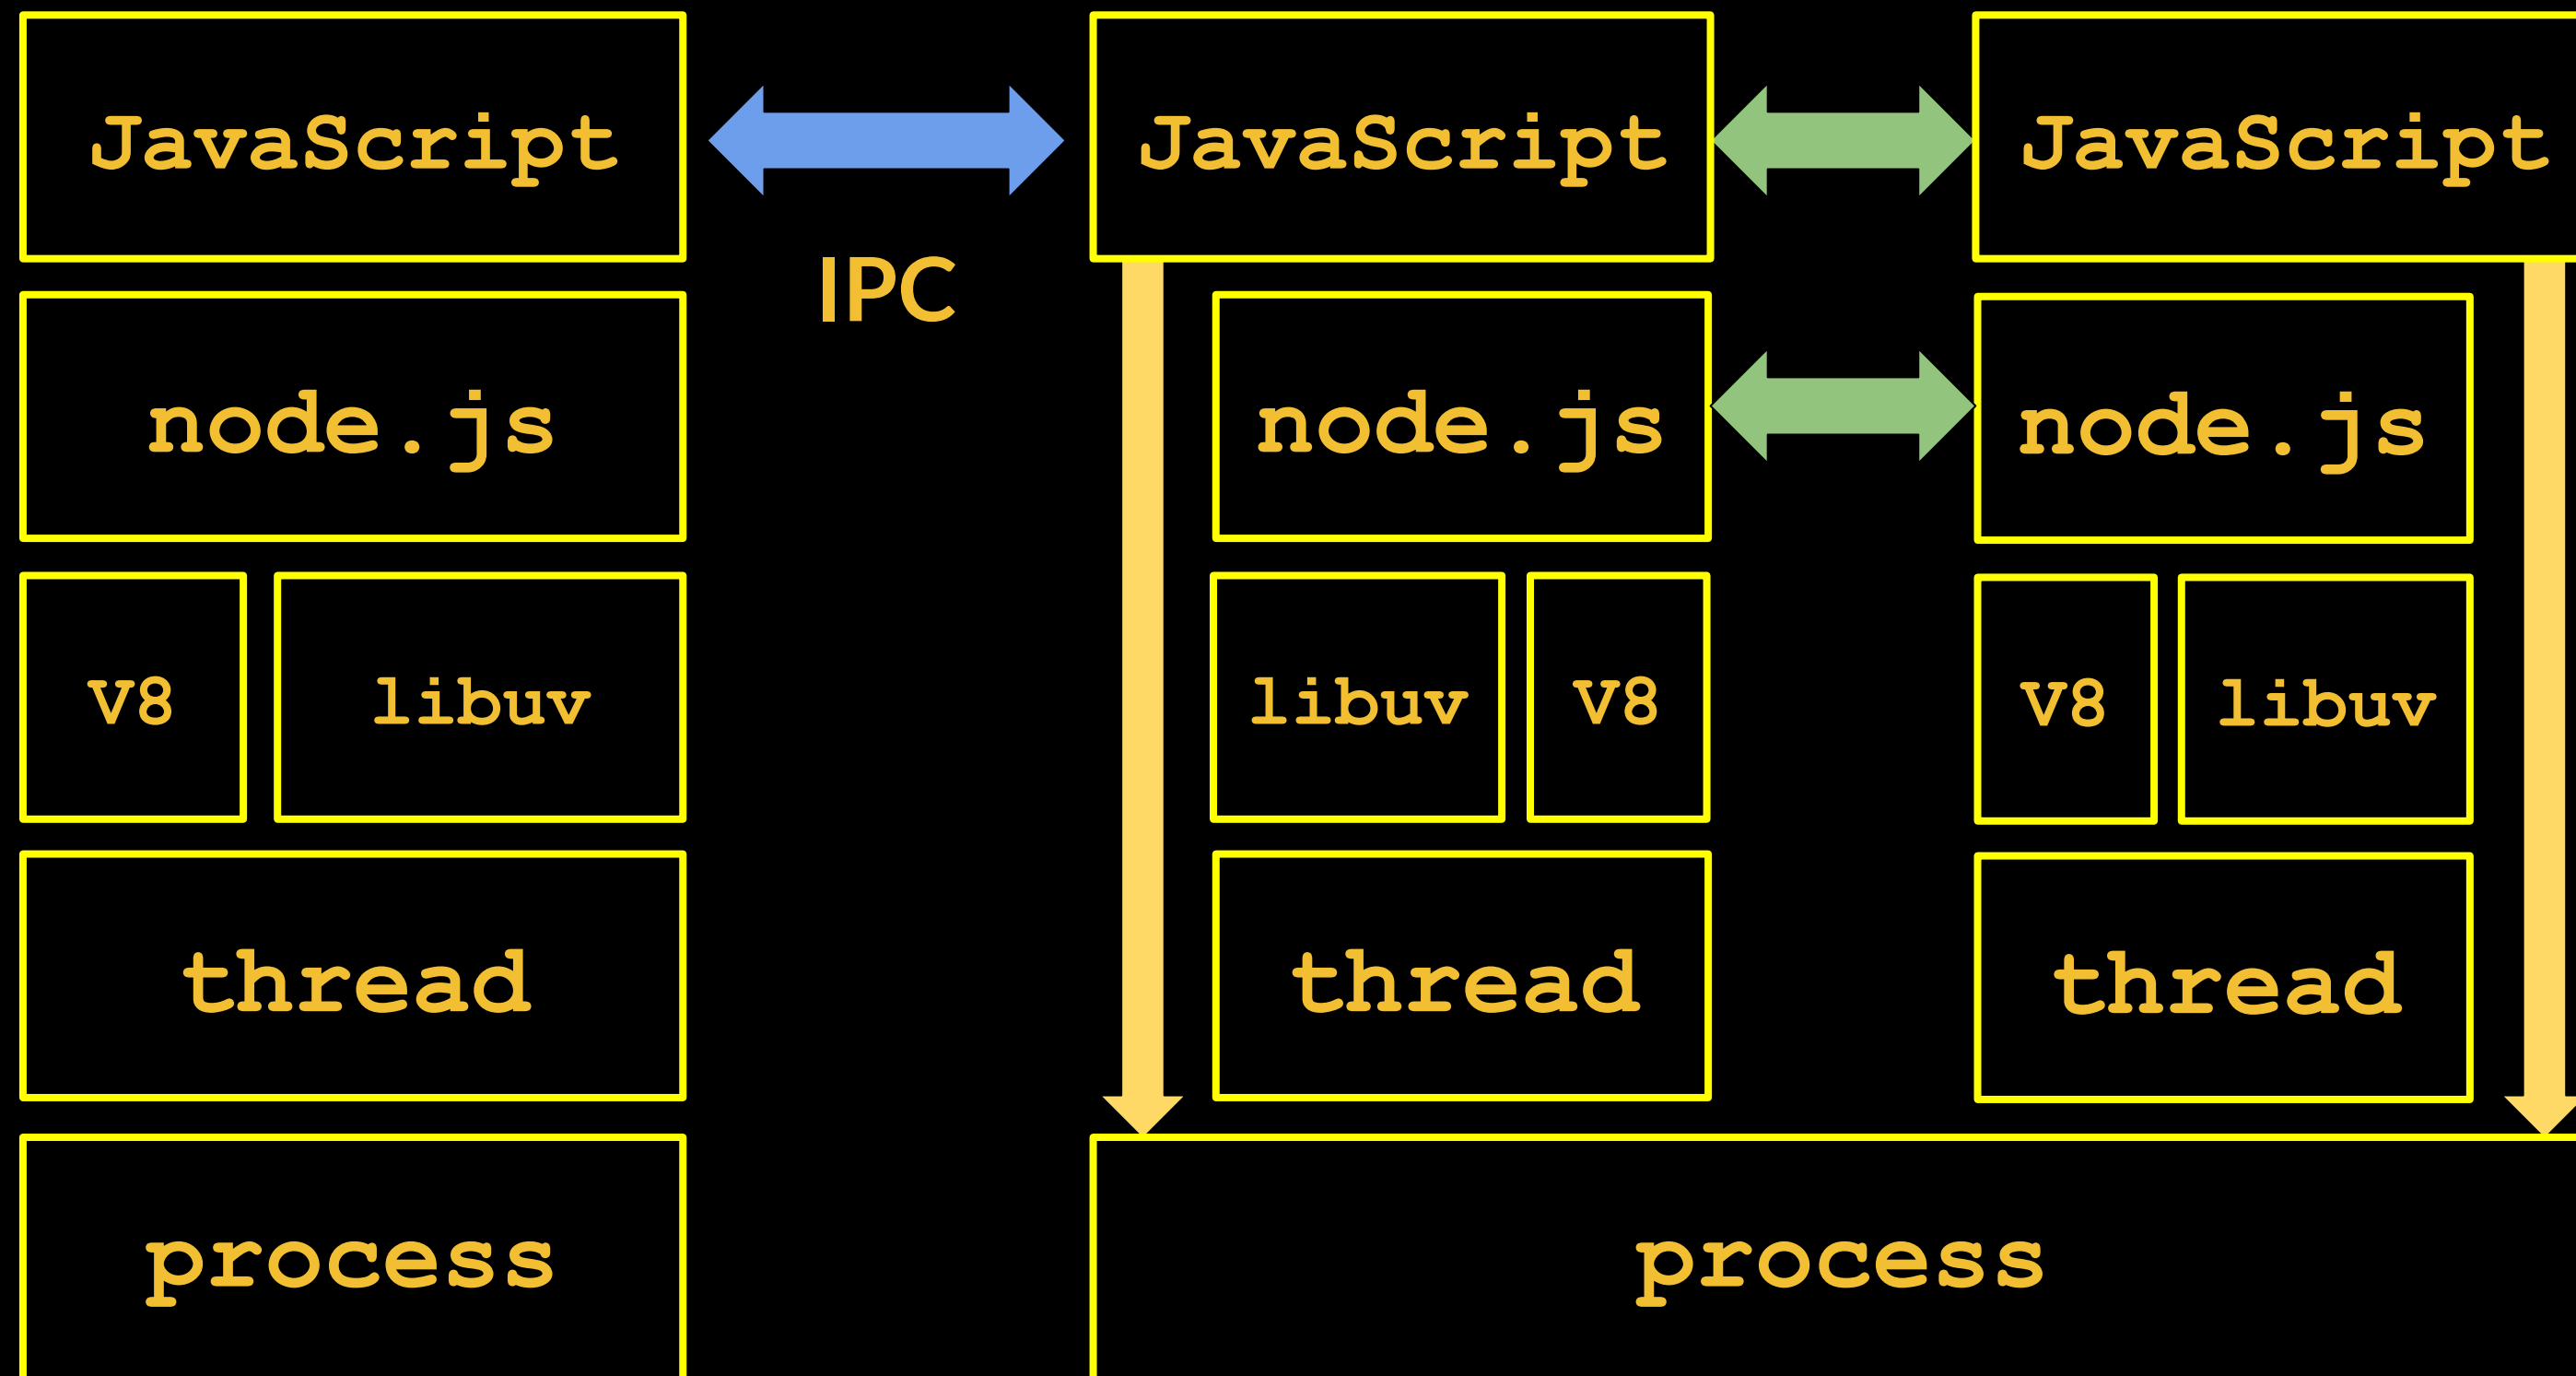 JavaScript
IPC
JavaScript
JavaScript
node.js
node.js
node.js
V8
libuv
libuv
V8
V8
libuv
thread
thread
thread
process
process